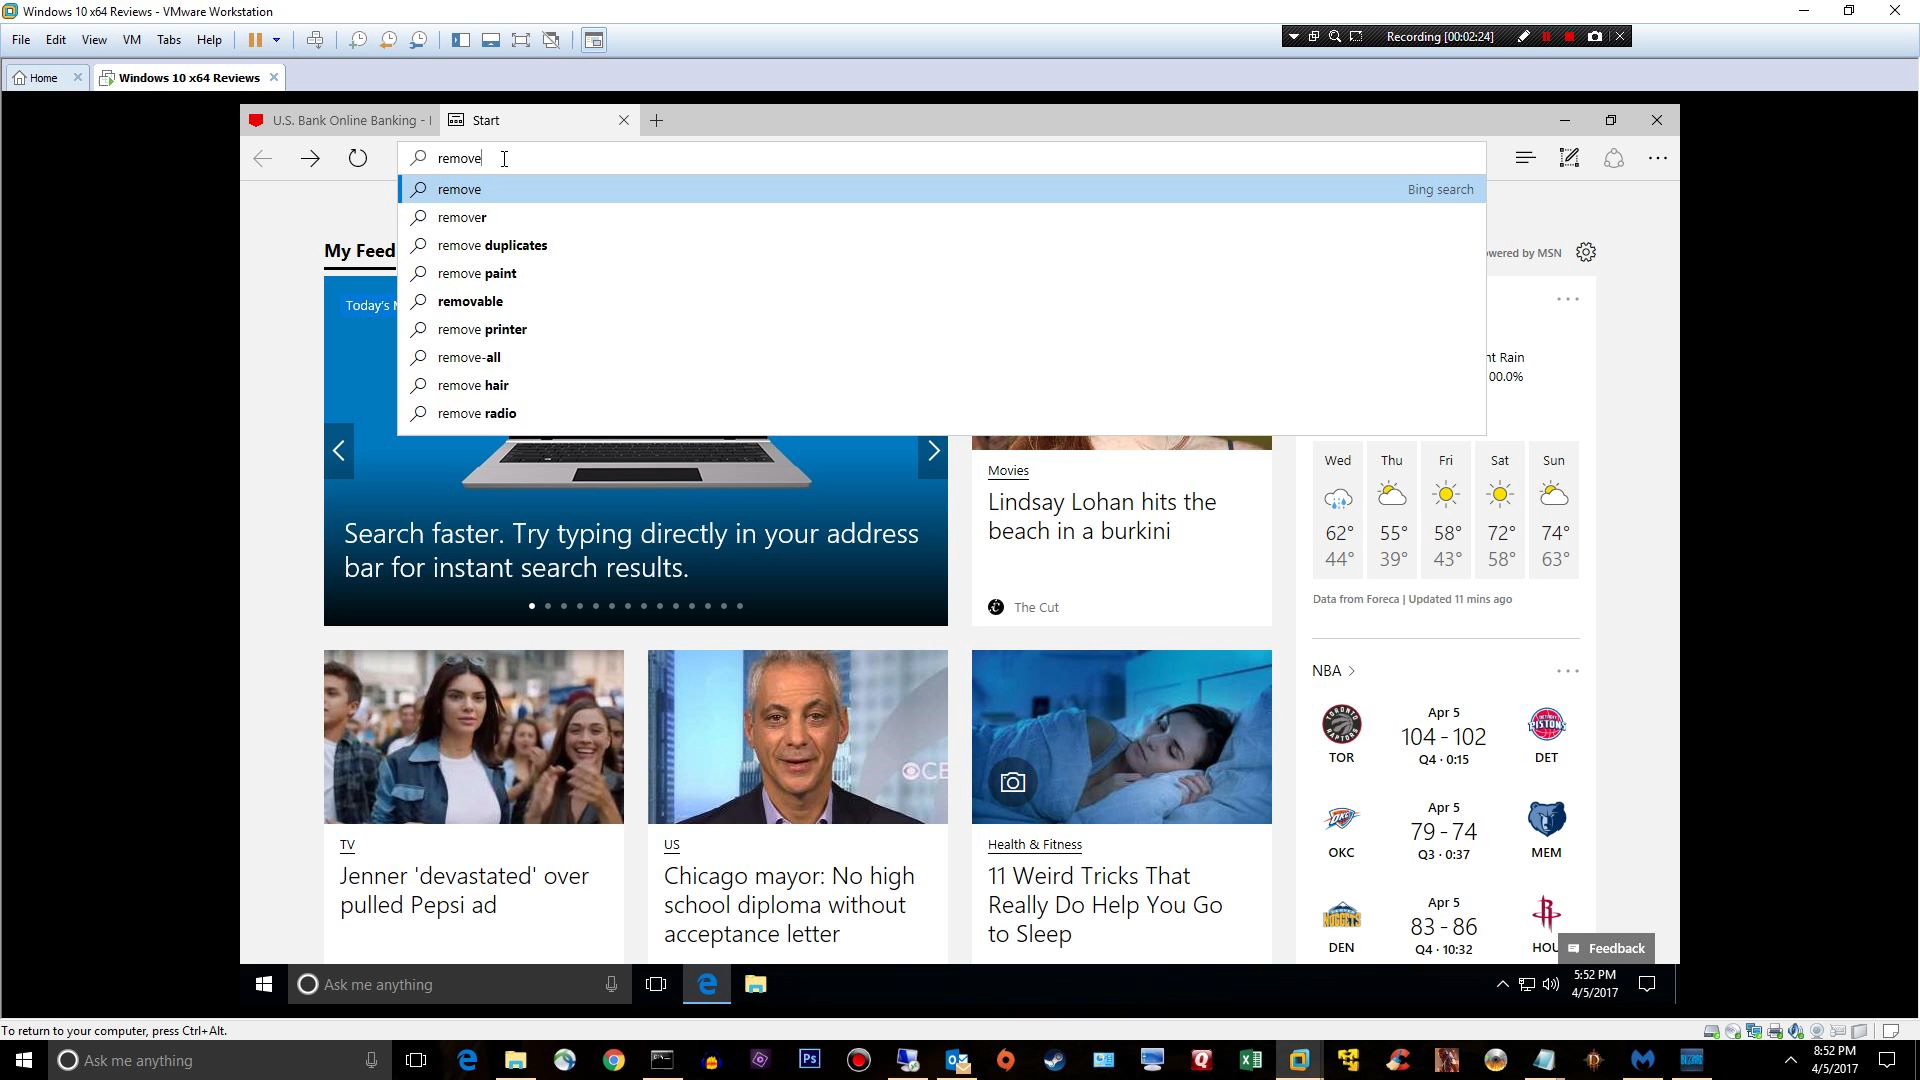 Windows 10 x64 Reviews - VMware Workstation
File Edit View VM Tabs Help
Recording [00:02:24]
Home
Windows 10 x64 Reviews
U.S. Bank Online Banking -
Start
remove
remove
Bing search
remover
remove duplicates
remove paint
removable
remove printer
remove-all
remove hair
remove radio
My Feed
wered by MSN
Today's
nt Rain
00.0%
Search faster. Try typing directly in your address
bar for instant search results.
Movies
Lindsay Lohan hits the
beach in a burkini
The Cut
Wed Thu Fri Sat Sun
62° 55° 58° 72° 74°
44° 39° 43° 58° 63°
Data from Foreca | Updated 11 mins ago
TV
Jenner 'devastated' over
pulled Pepsi ad
CB
US
Chicago mayor: No high
school diploma without
acceptance letter
Health & Fitness
11 Weird Tricks That
Really Do Help You Go
to Sleep
NBA
Apr 5
104 - 102
TOR
Q4 · 0:15
DET
PISTONS
Apr 5
79 - 74
OKC
Q3 · 0:37
MEM
Apr 5
83 - 86
DEN
Q4 · 10:32
HOU
NUGGETS
Feedback
Ask me anything
5:52 PM
4/5/2017
To return to your computer, press Ctrl+Alt.
Ask me anything
Ps
8:52 PM
4/5/2017